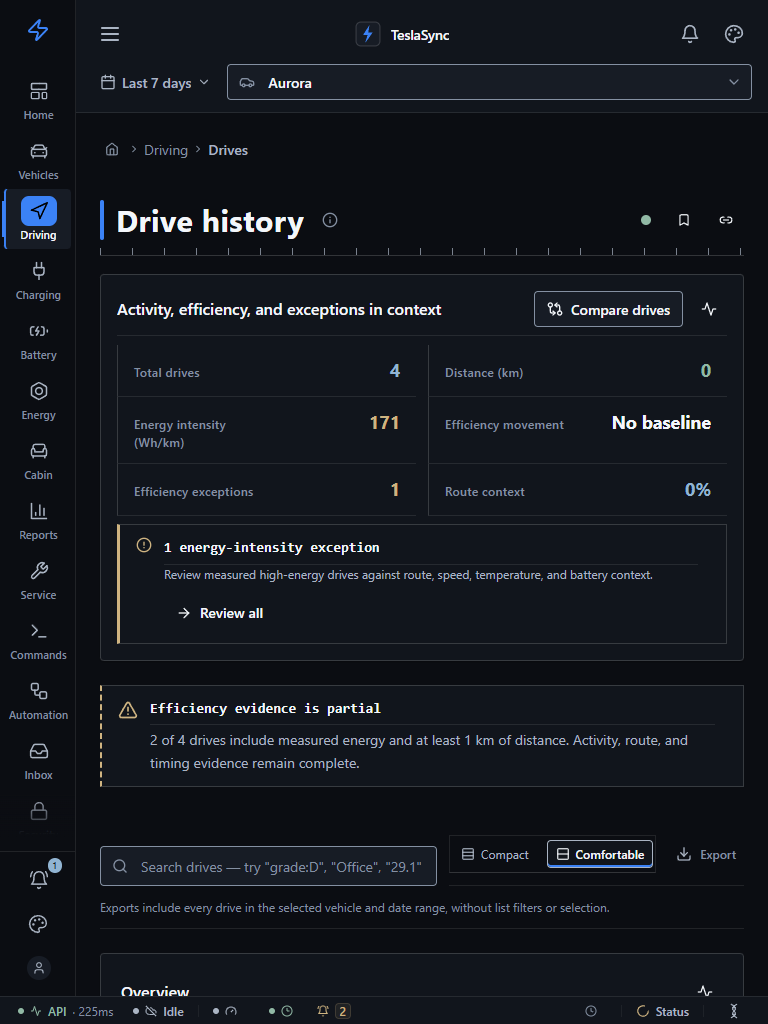 TeslaSync
Last 7 days
Aurora
Home
Vehicles
Driving
Charging
Battery
Energy
Cabin
Reports
Service
Commands
Automation
Inbox
1
Driving
Drives
Drive history
Activity, efficiency, and exceptions in context
Compare drives
Total drives
4
Distance (km)
0
Energy intensity
(Wh/km)
171
Efficiency movement
No baseline
Efficiency exceptions
1
Route context
0%
1 energy-intensity exception
Review measured high-energy drives against route, speed, temperature, and battery context.
Review all
Efficiency evidence is partial
2 of 4 drives include measured energy and at least 1 km of distance. Activity, route, and
timing evidence remain complete.
Search drives — try "grade:D", "Office", "29.1"
Compact
Comfortable
Export
Exports include every drive in the selected vehicle and date range, without list filters or selection.
Overview
API · 225ms
Idle
2
Status